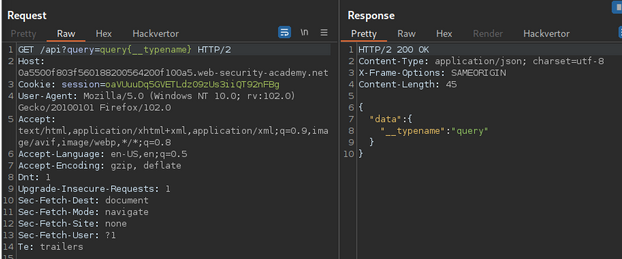 Request
Pretty Raw Hex Hackvertor
\n
1 GET /api?query=query{__typename} HTTP/2
2 Host:
0a5500f803f560188200564200f100a5.web-security-academy.net
3 Cookie: session=oaVUuuDq5GVETLdzO9zUs3iiQT92nFBg
4 User-Agent: Mozilla/5.0 (Windows NT 10.0; rv:102.0)
Gecko/20100101 Firefox/102.0
5 Accept:
text/html,application/xhtml+xml,application/xml;q=0.9,ima
ge/avif,image/webp,*/*;q=0.8
6 Accept-Language: en-US,en;q=0.5
7 Accept-Encoding: gzip, deflate
8 Dnt: 1
9 Upgrade-Insecure-Requests: 1
10 Sec-Fetch-Dest: document
11 Sec-Fetch-Mode: navigate
12 Sec-Fetch-Site: none
13 Sec-Fetch-User: ?1
14 Te: trailers
Response
Pretty Raw Hex Render Hackvertor
1 HTTP/2 200 OK
2 Content-Type: application/json; charset=utf-8
3 X-Frame-Options: SAMEORIGIN
4 Content-Length: 45
5
6 {
7 "data":{
8 "__typename":"query"
9 }
10 }